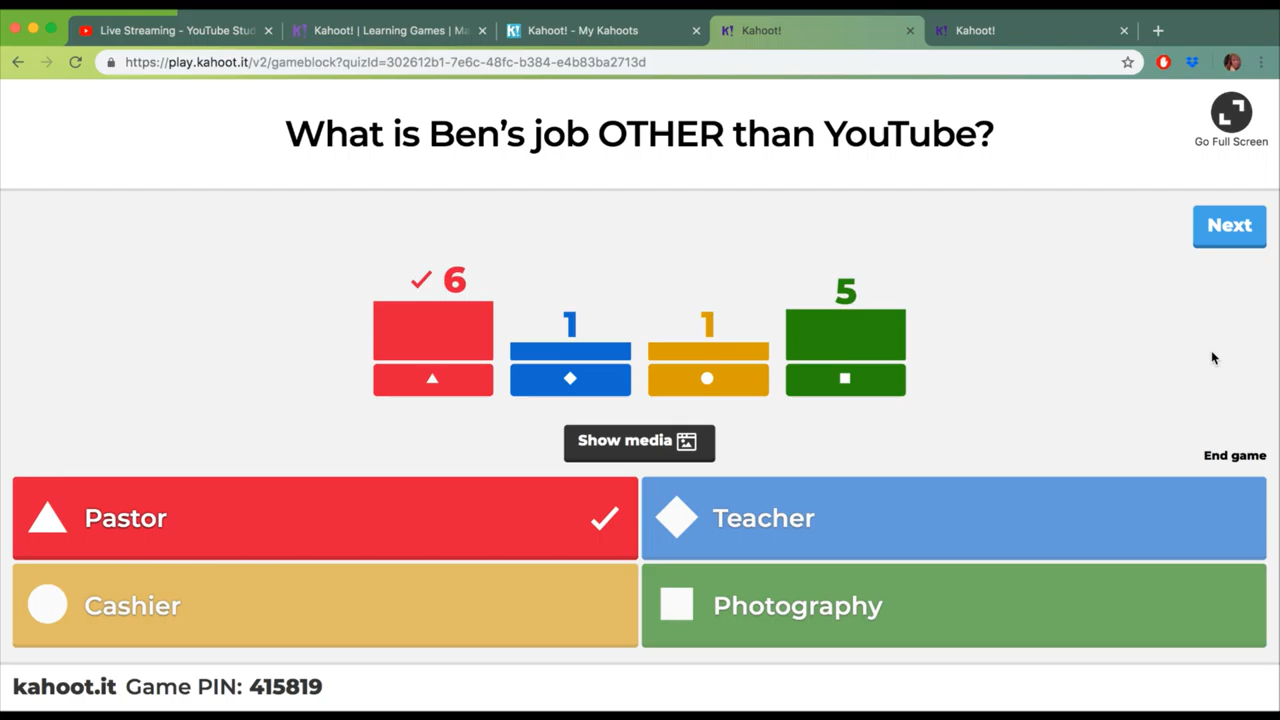 Live Streaming - YouTube Stud
Kahoot! | Learning Games | Ma
K! Kahoot! - My Kahoots
K! Kahoot!
K! Kahoot!
https://play.kahoot.it/v2/gameblock?quizId=302612b1-7e6c-48fc-b384-e4b83ba2713d
What is Ben's job OTHER than YouTube?
Go Full Screen
Next
6
1
1
5
Show media
End game
Pastor
Teacher
Cashier
Photography
kahoot.it Game PIN: 415819